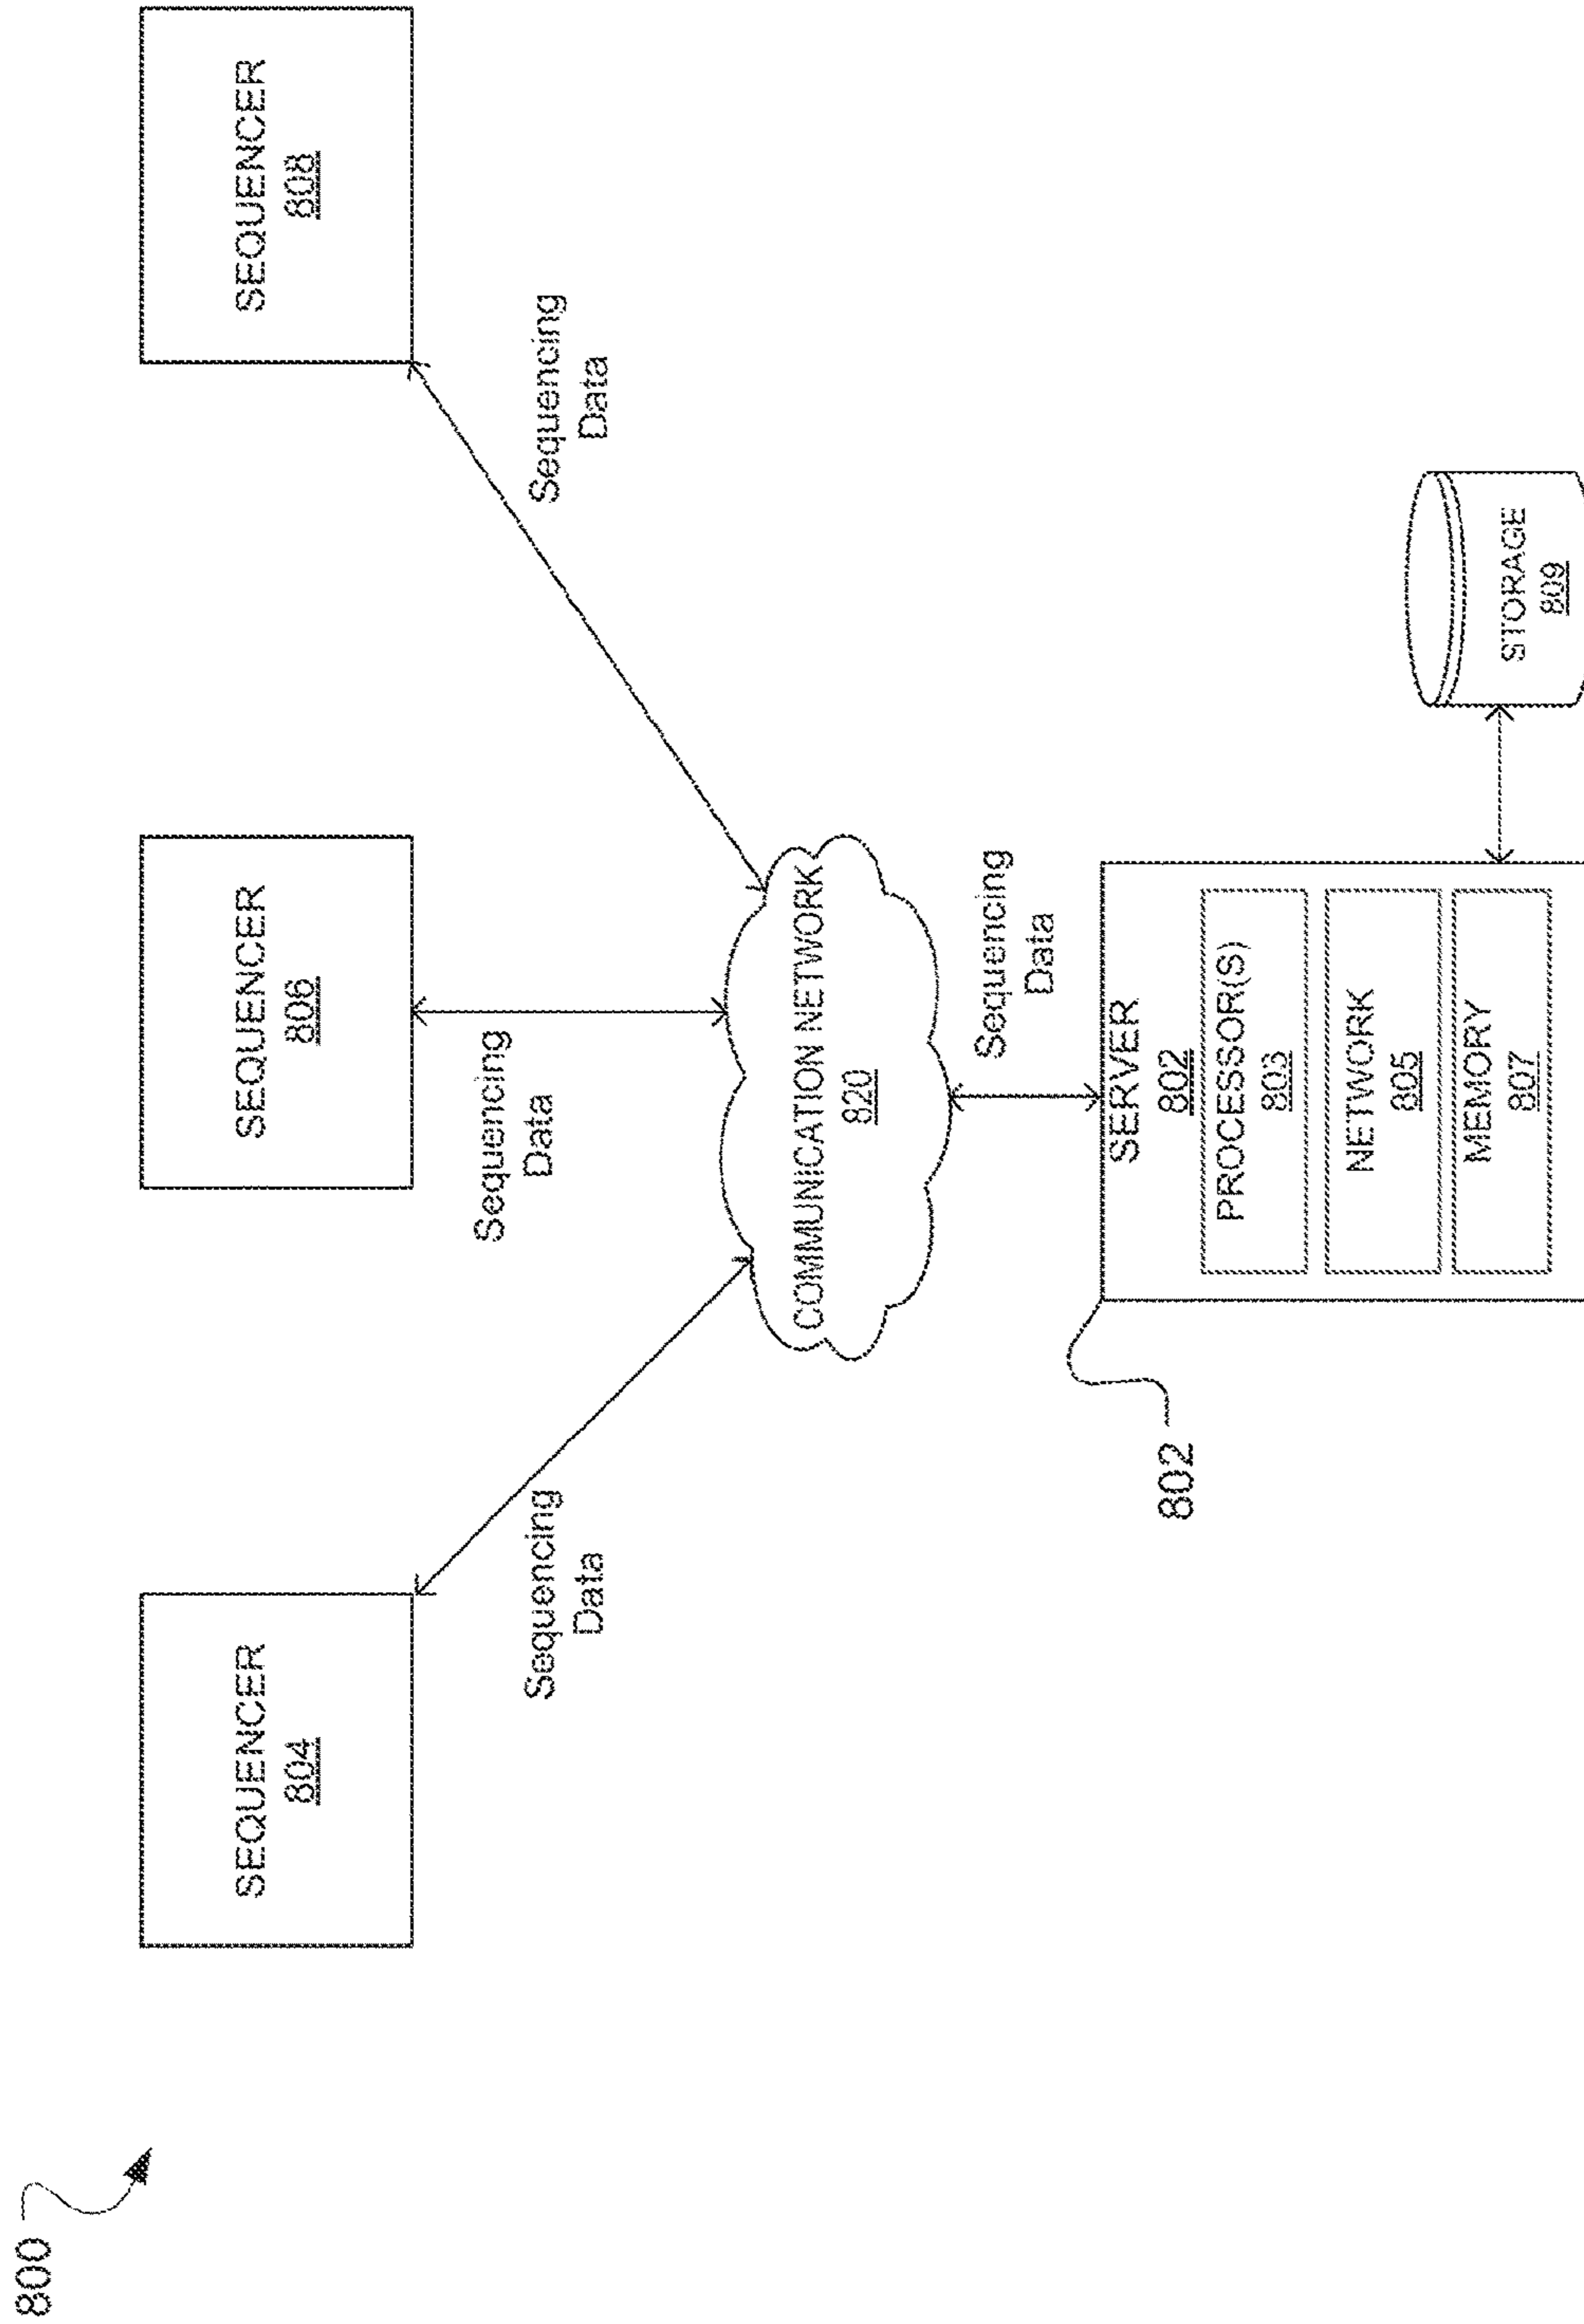 800
SEQUENCER
804
SEQUENCER
806
SEQUENCER
808
Sequencing
Data
Sequencing
Data
Sequencing
Data
COMMUNICATION NETWORK
820
Sequencing
Data
802
SERVER
802
PROCESSOR(S)
803
NETWORK
805
MEMORY
807
STORAGE
809